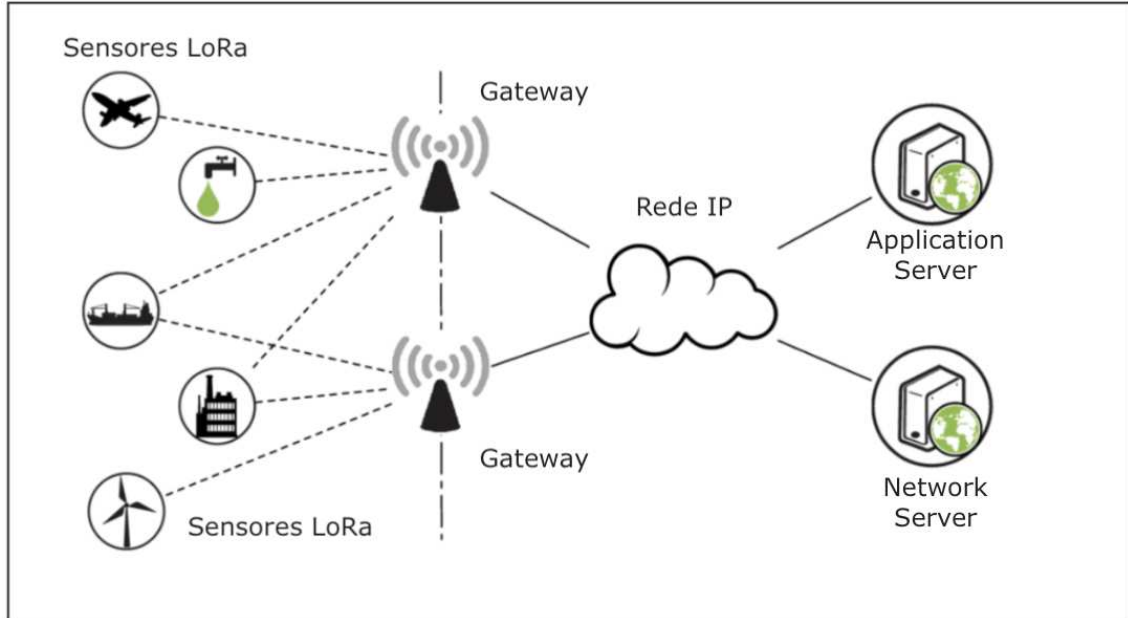 Sensores LoRa
Gateway
Rede IP
Application
Server
Gateway
Network
Server
Sensores LoRa